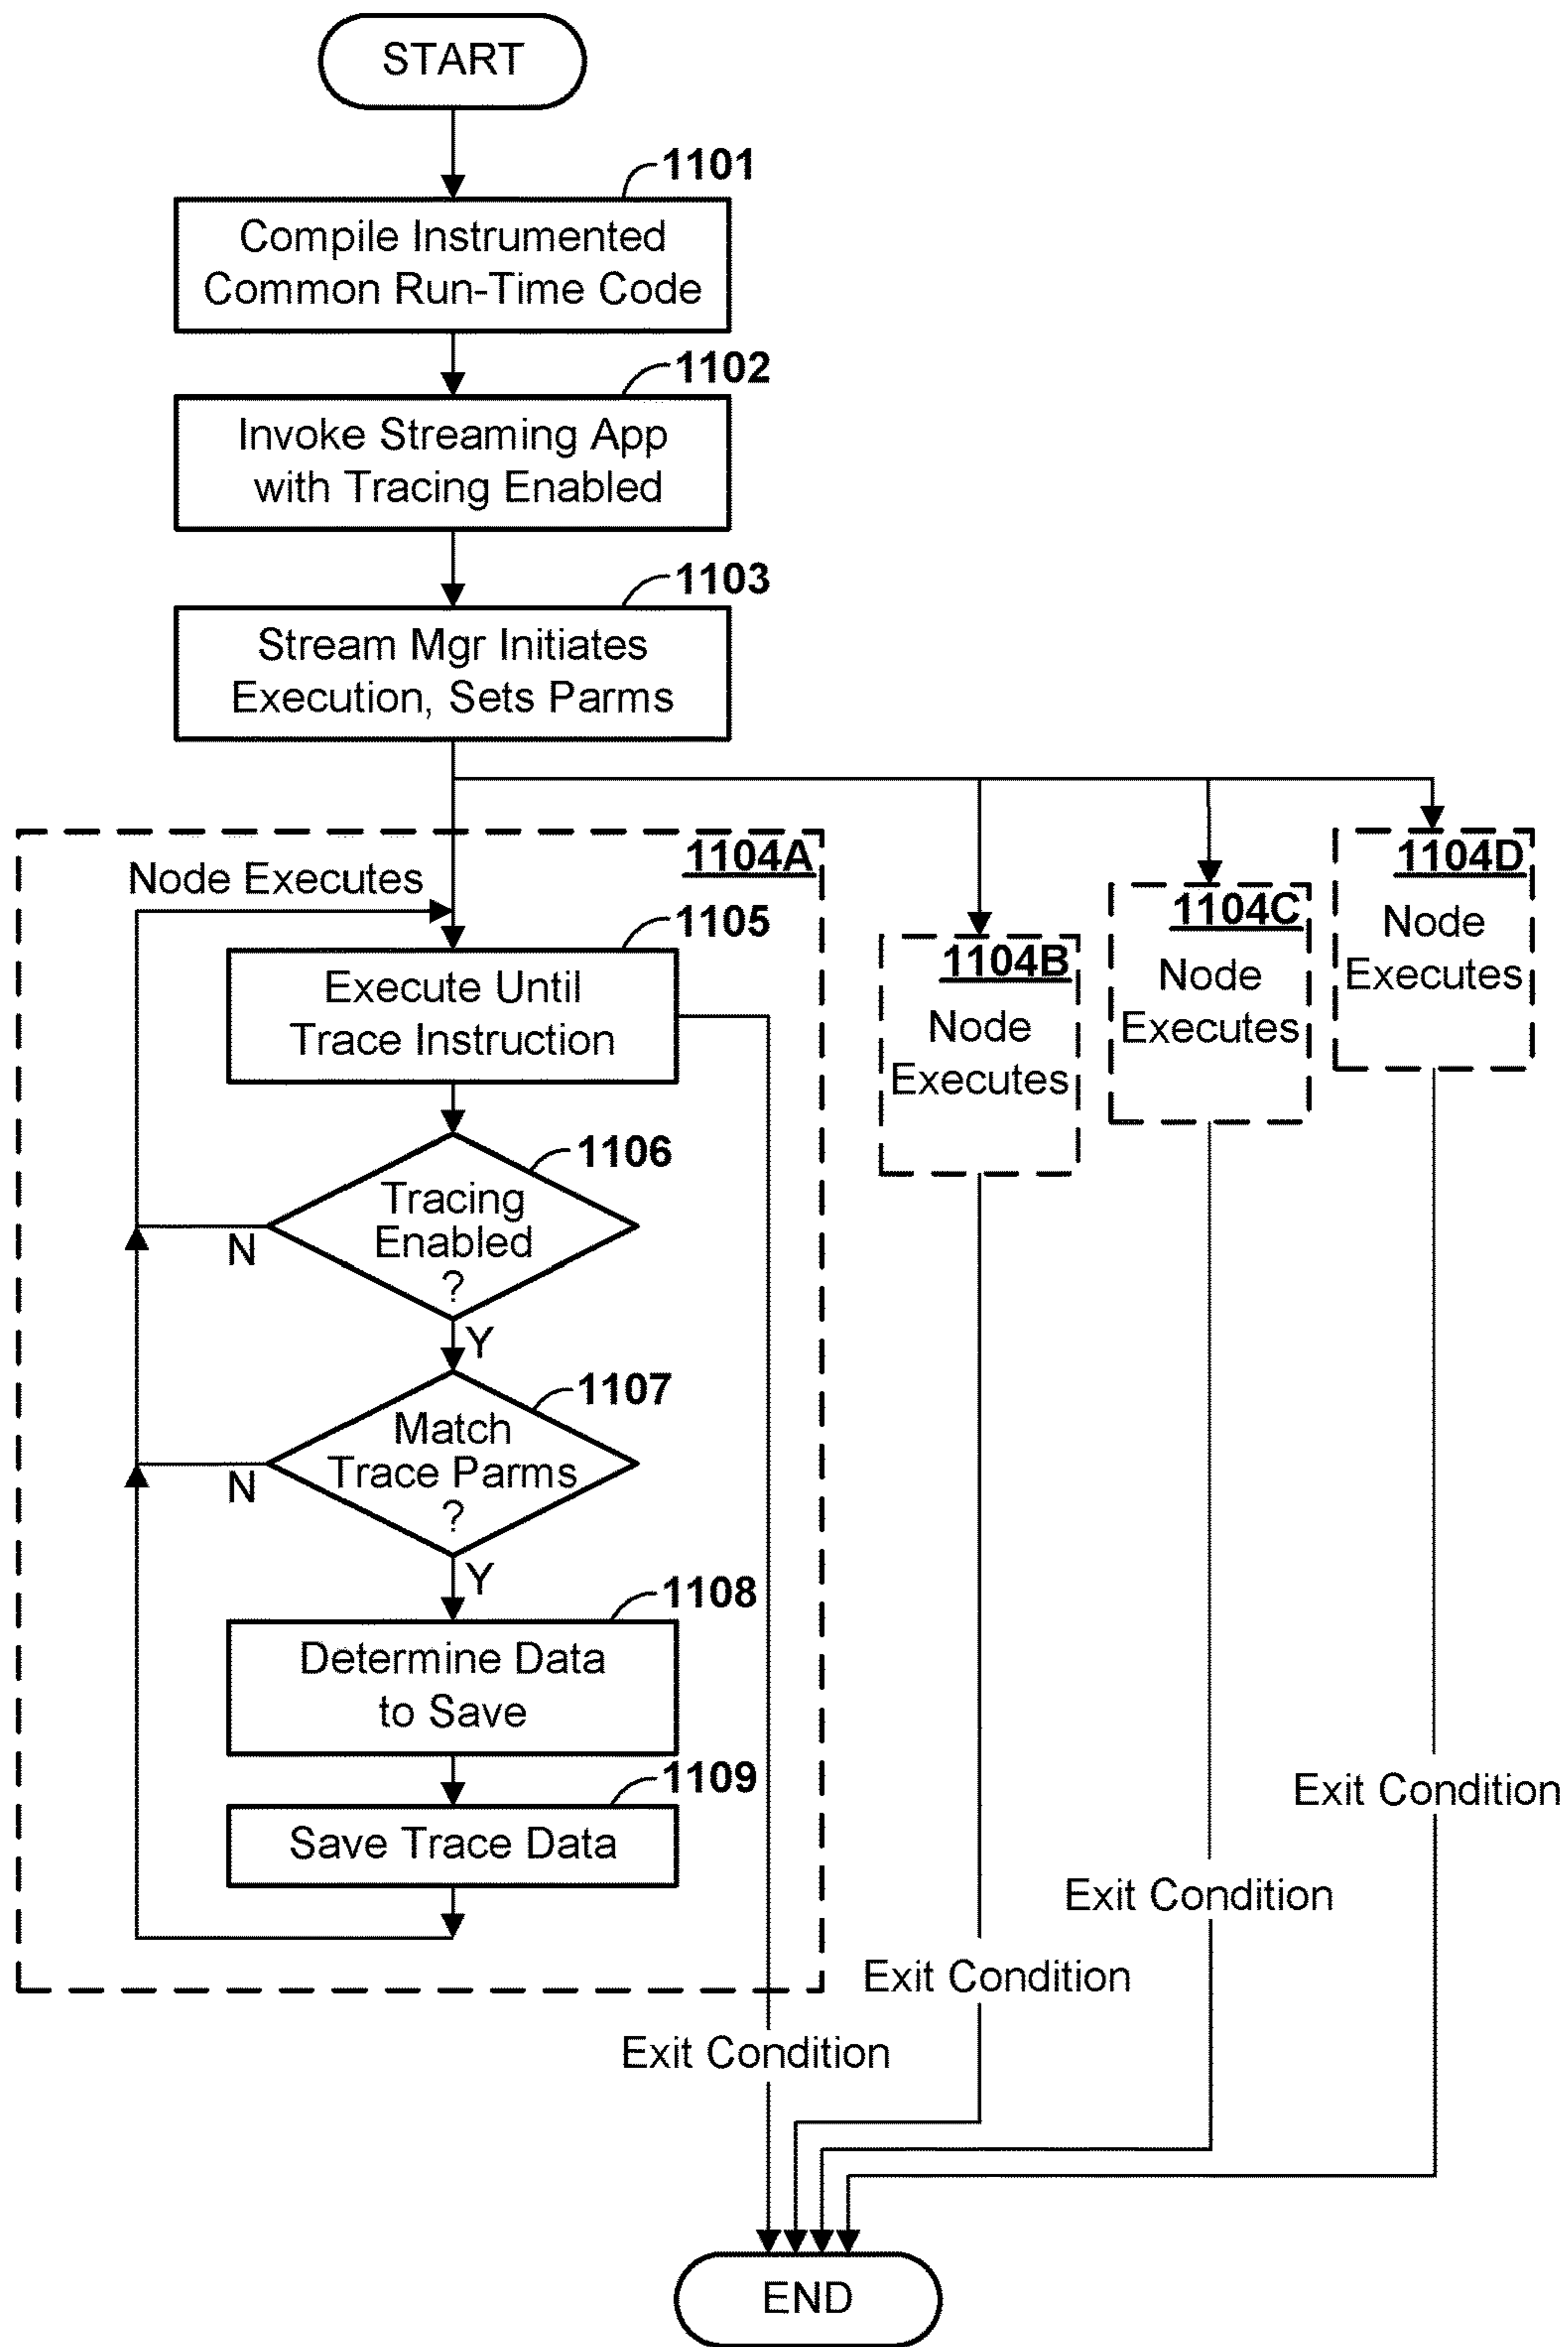 START
1101
Compile Instrumented
Common Run-Time Code
1102
Invoke Streaming App
with Tracing Enabled
1103
Stream Mgr Initiates
Execution, Sets Parms
1104A
Node Executes
1105
Execute Until
Trace Instruction
1106
Tracing
Enabled
?
N
Y
1107
Match
Trace Parms
?
N
Y
1108
Determine Data
to Save
1109
Save Trace Data
Exit Condition
1104B
Node
Executes
Exit Condition
1104C
Node
Executes
Exit Condition
1104D
Node
Executes
Exit Condition
END